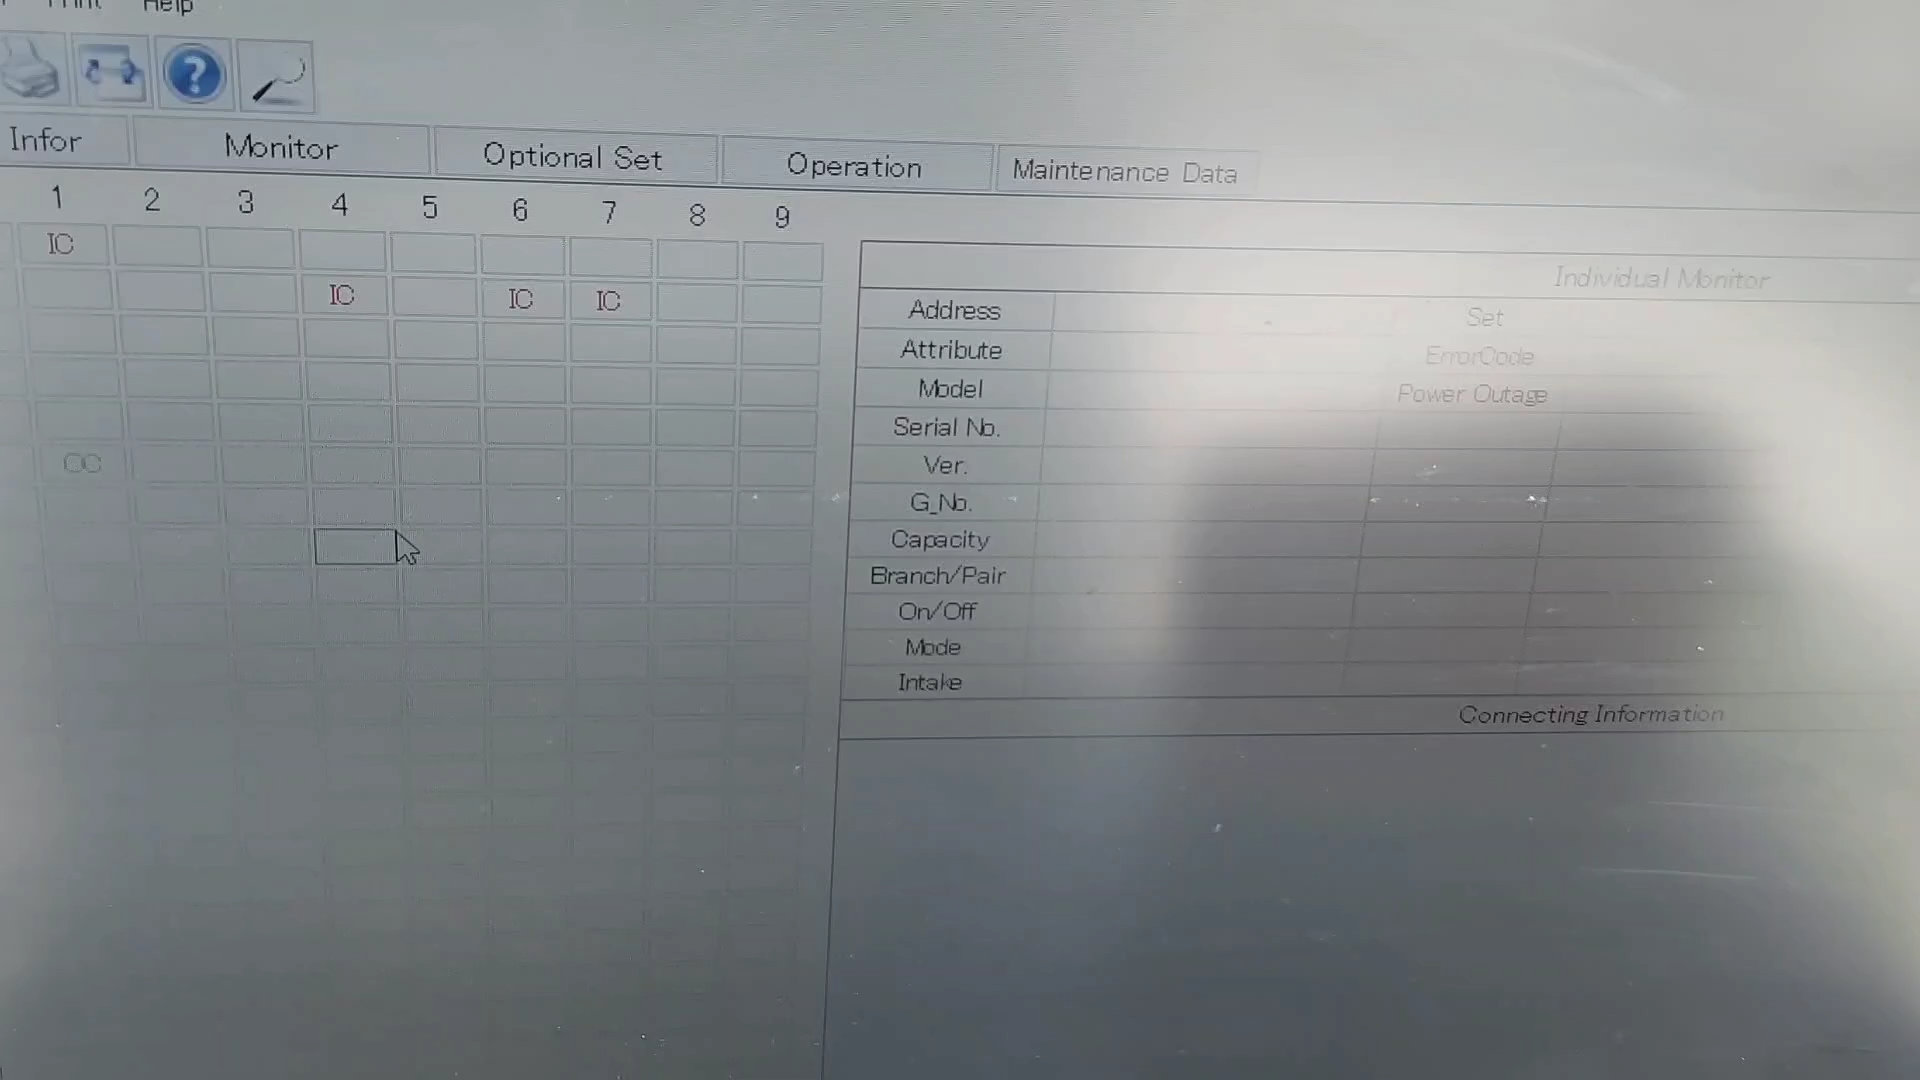 Print Help
Infor Monitor Optional Set Operation Maintenance Data
1 2 3 4 5 6 7 8 9
IC
IC IC IC
OC
Individual Monitor
Address Set
Attribute ErrorCode
Model Power Outage
Serial No.
Ver.
G_No.
Capacity
Branch/Pair
On/Off
Mode
Intake
Connecting Information